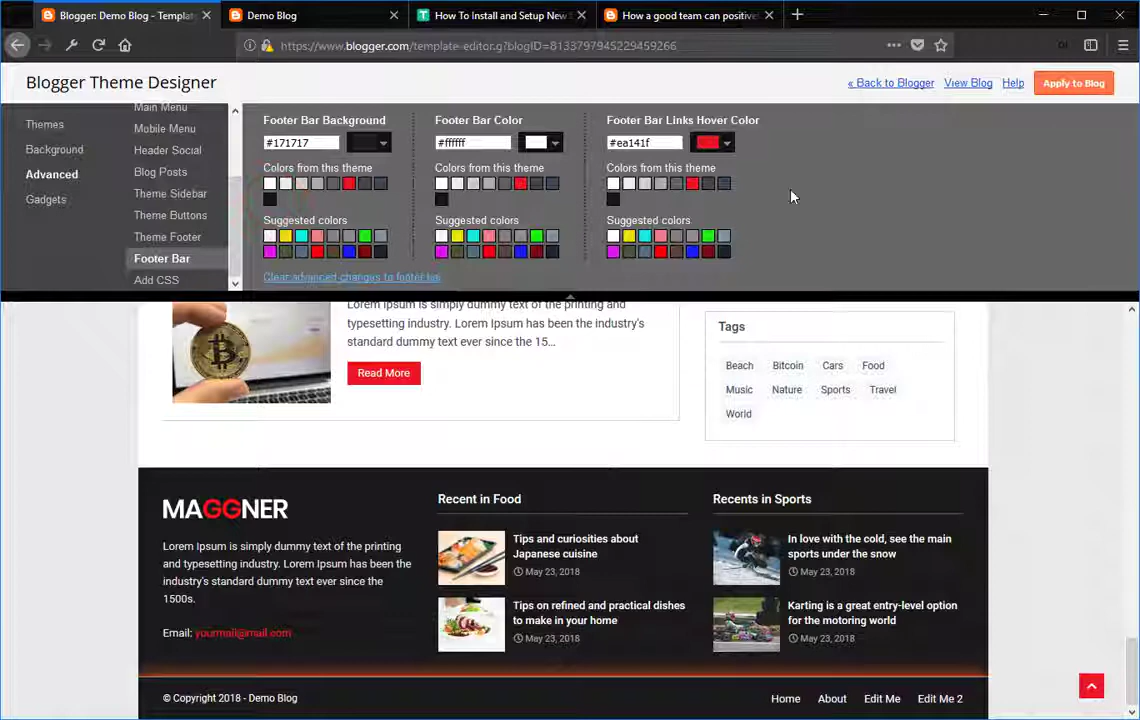 Blogger: Demo Blog - Templat
Demo Blog
How To Install and Setup New
How a good team can positive
https://www.blogger.com/template-editor.g?blogID=8133797945229459266
Blogger Theme Designer
« Back to Blogger
View Blog
Help
Apply to Blog
Themes
Background
Advanced
Gadgets
Main Menu
Mobile Menu
Header Social
Blog Posts
Theme Sidebar
Theme Buttons
Theme Footer
Footer Bar
Add CSS
Footer Bar Background
#171717
Colors from this theme
Suggested colors
Footer Bar Color
#ffffff
Colors from this theme
Suggested colors
Footer Bar Links Hover Color
#ea141f
Colors from this theme
Suggested colors
Clear advanced changes to footer bar
Lorem Ipsum is simply dummy text of the printing and
typesetting industry. Lorem Ipsum has been the industry's
standard dummy text ever since the 15...
Read More
Tags
Beach Bitcoin Cars Food
Music Nature Sports Travel
World
MAGGNER
Lorem Ipsum is simply dummy text of the printing
and typesetting industry. Lorem Ipsum has been the
industry's standard dummy text ever since the
1500s.
Email: yourmail@mail.com
Recent in Food
Tips and curiosities about
Japanese cuisine
May 23, 2018
Tips on refined and practical dishes
to make in your home
May 23, 2018
Recents in Sports
In love with the cold, see the main
sports under the snow
May 23, 2018
Karting is a great entry-level option
for the motoring world
May 23, 2018
© Copyright 2018 - Demo Blog
Home About Edit Me Edit Me 2